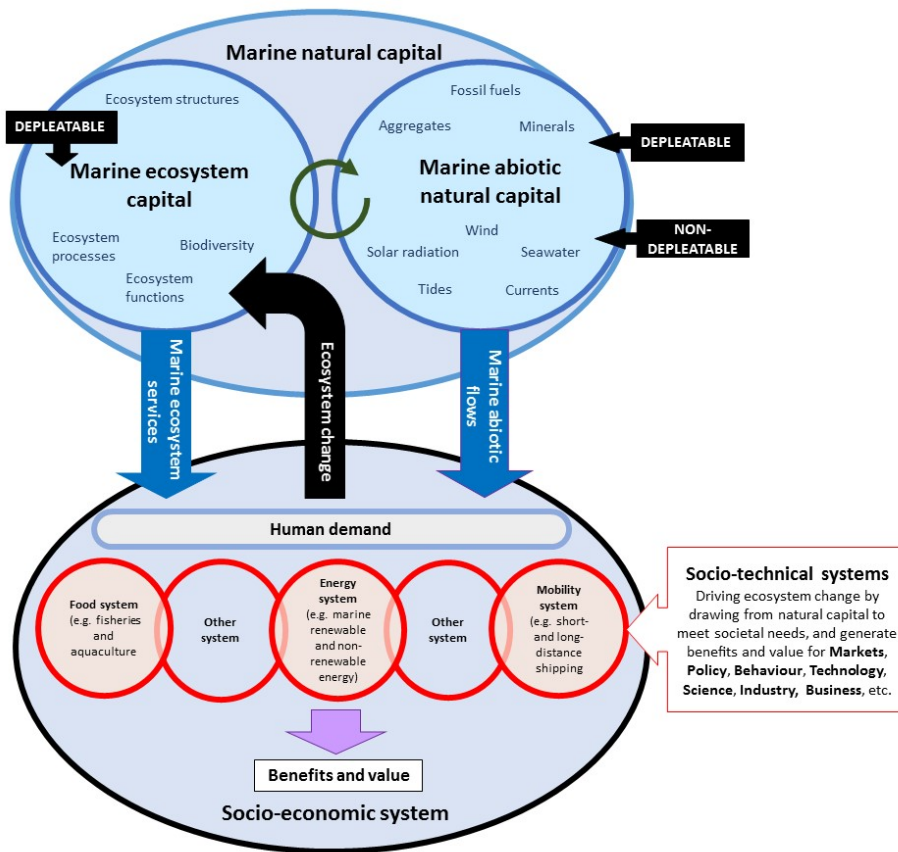 Marine natural capital
Ecosystem structures
DEPLEATABLE
Marine ecosystem
capital
Ecosystem
processes
Biodiversity
Ecosystem
functions
Fossil fuels
Aggregates
Minerals
DEPLEATABLE
Marine abiotic
natural capital
Wind
NON-
DEPLEATABLE
Solar radiation
Seawater
Tides
Currents
Marine ecosystem
services
Ecosystem change
Marine abiotic
flows
Human demand
Food system
(e.g. fisheries
and
aquaculture
Other
system
Energy
system
(e.g. marine
renewable
and non-
renewable
energy)
Other
system
Mobility
system
(e.g. short-
and long-
distance
shipping
Socio-technical systems
Driving ecosystem change by
drawing from natural capital to
meet societal needs, and generate
benefits and value for Markets,
Policy, Behaviour, Technology,
Science, Industry, Business, etc.
Benefits and value
Socio-economic system